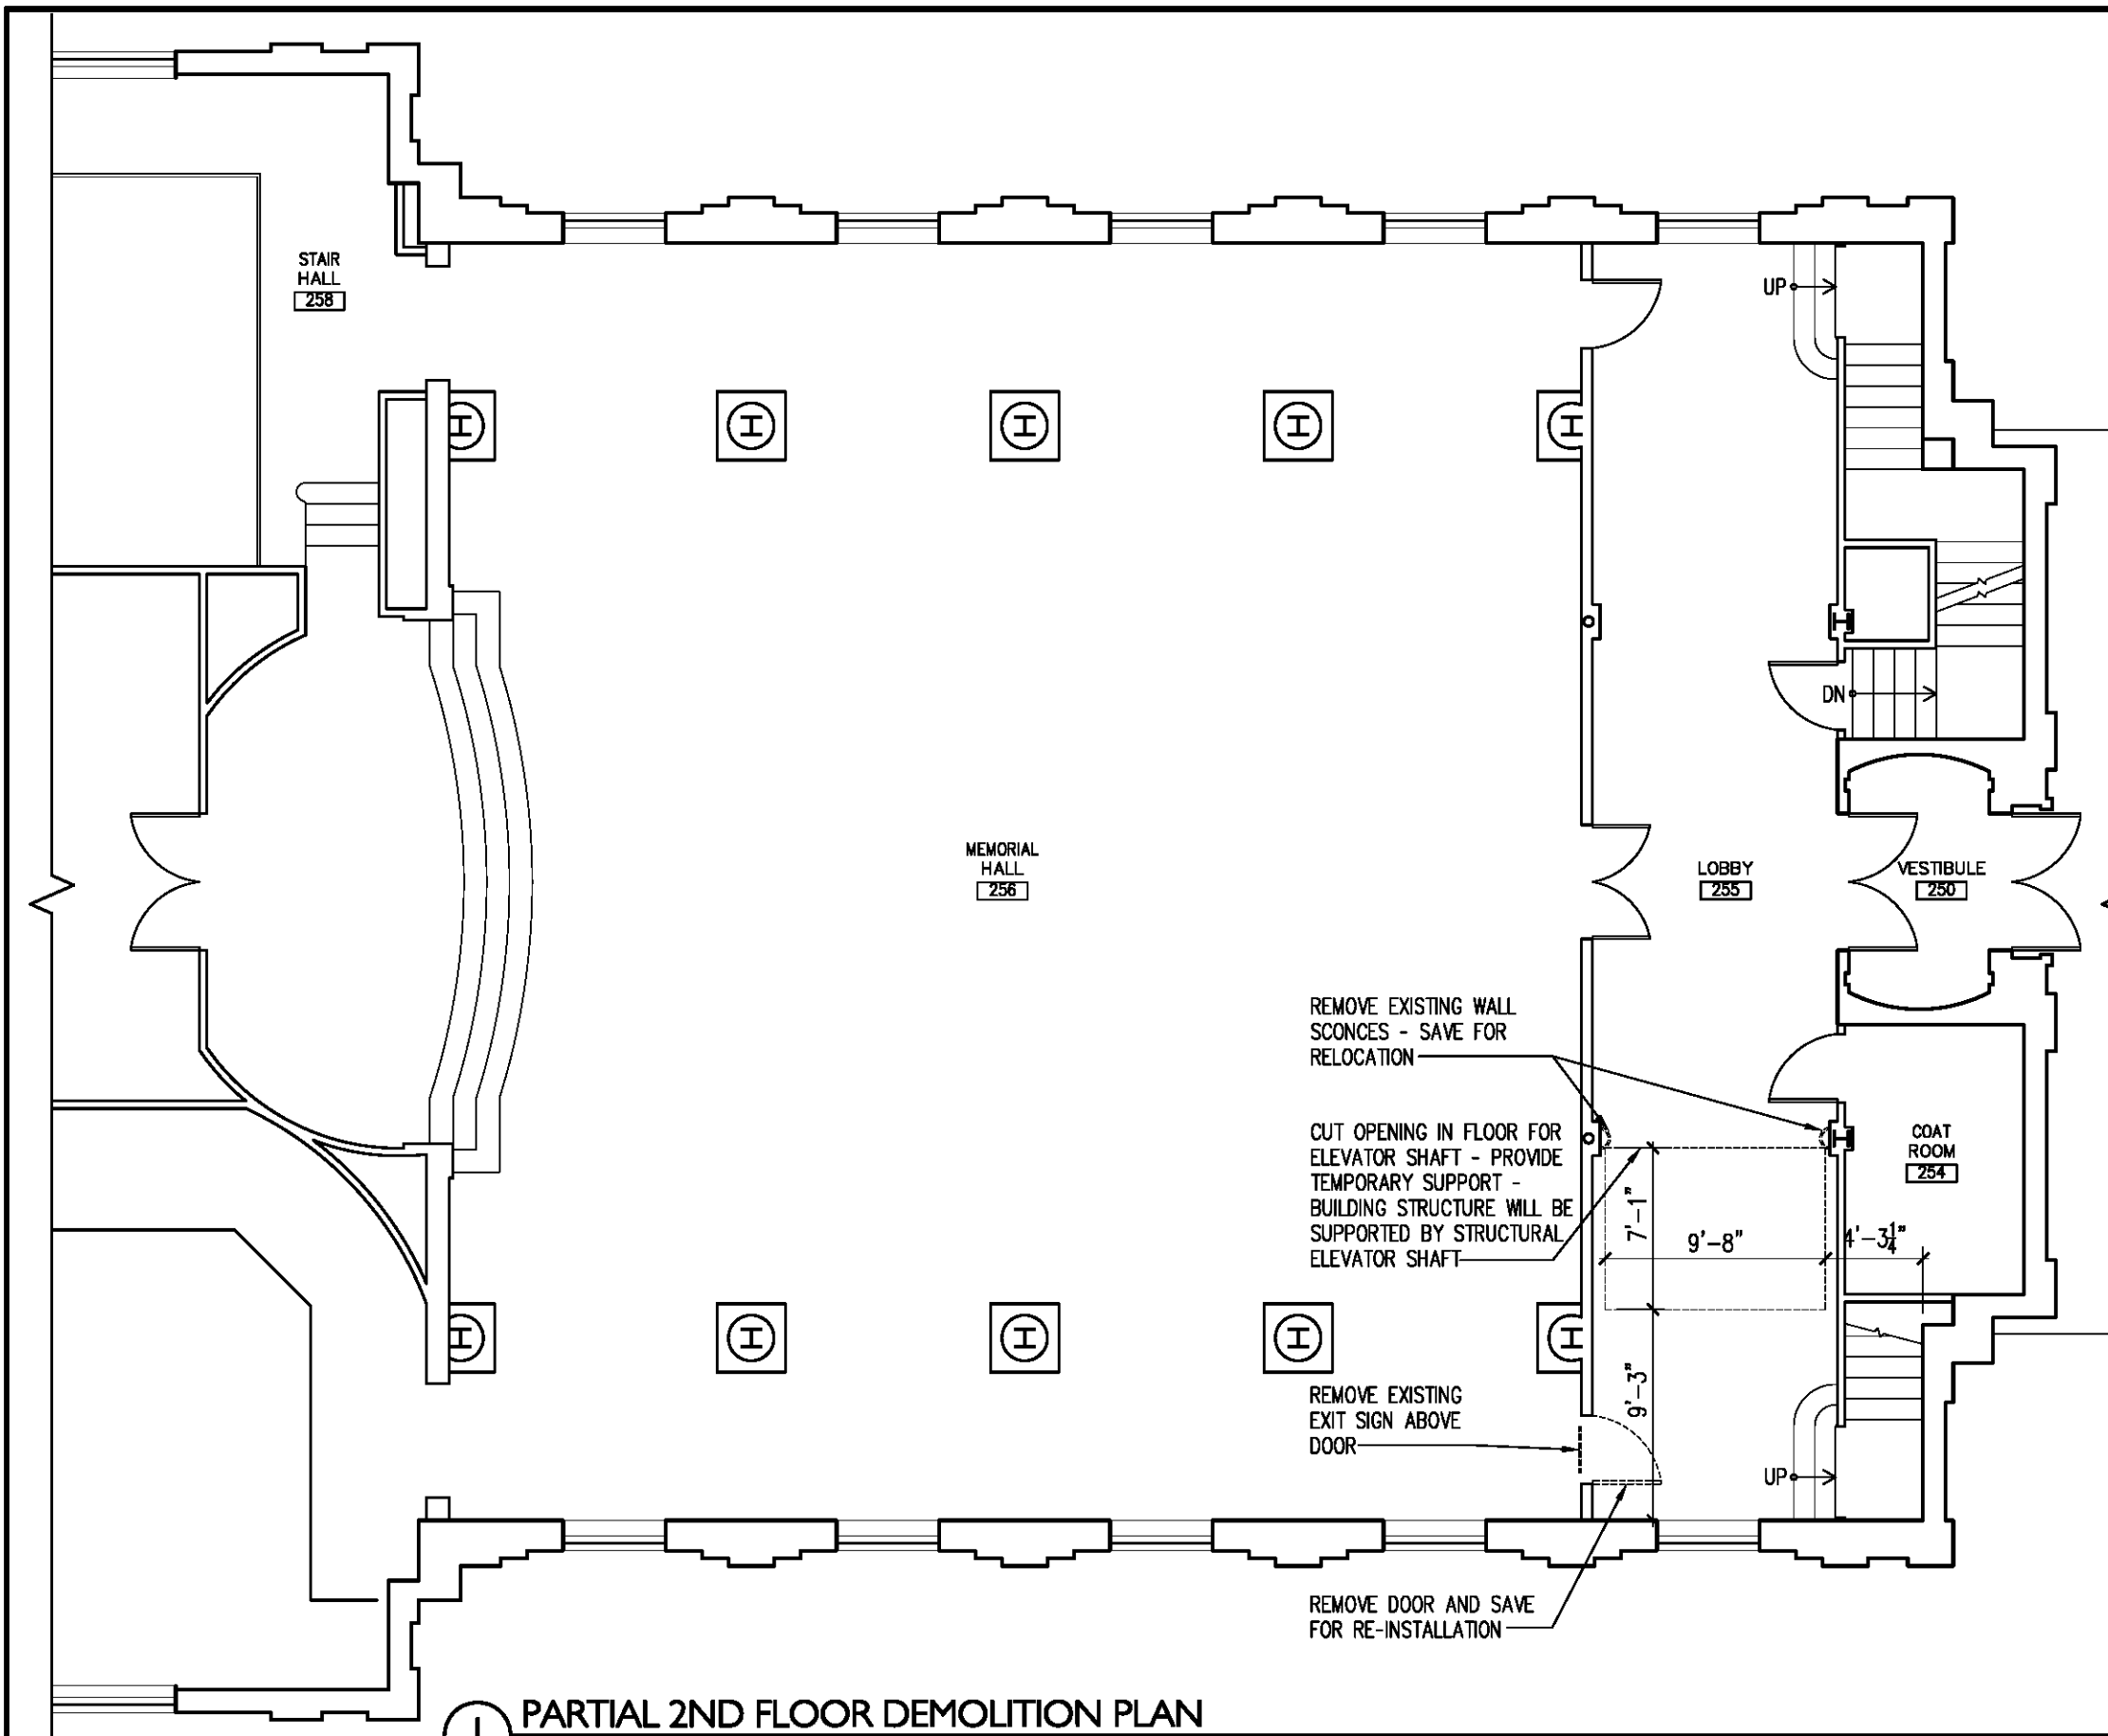 STAIR
HALL
258
UP
DN
MEMORIAL
HALL
256
LOBBY
255
VESTIBULE
250
REMOVE EXISTING WALL
SCONCES - SAVE FOR
RELOCATION
CUT OPENING IN FLOOR FOR
ELEVATOR SHAFT - PROVIDE
TEMPORARY SUPPORT -
BUILDING STRUCTURE WILL BE
SUPPORTED BY STRUCTURAL
ELEVATOR SHAFT
COAT
ROOM
254
7'-1"
9'-8"
4'-3¼"
9'-3"
REMOVE EXISTING
EXIT SIGN ABOVE
DOOR
UP
REMOVE DOOR AND SAVE
FOR RE-INSTALLATION
1 PARTIAL 2ND FLOOR DEMOLITION PLAN